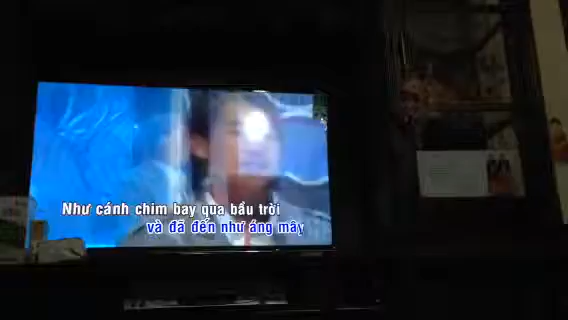 Như cánh chim bay qua bầu trời
và đã đến như áng mây